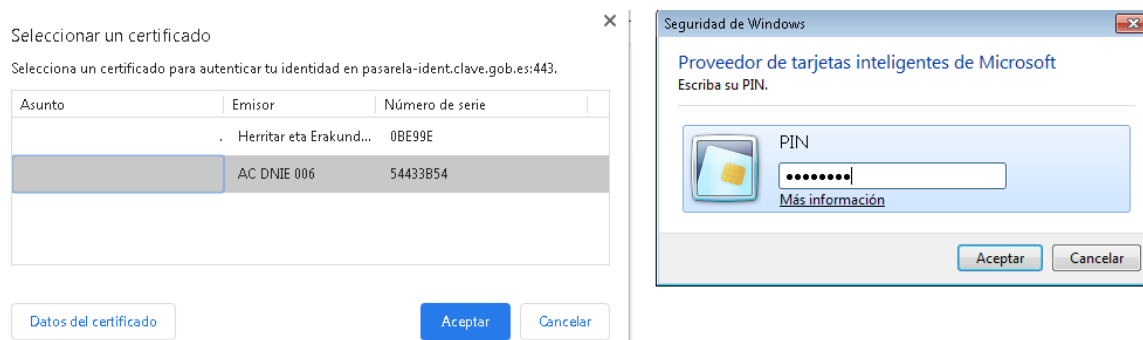 Seleccionar un certificado
Selecciona un certificado para autenticar tu identidad en pasarela-ident.clave.gob.es:443.
Asunto Emisor Número de serie
. Herritar eta Erakund... 0BE99E
AC DNIE 006 54433B54
Datos del certificado Aceptar Cancelar
Seguridad de Windows
Proveedor de tarjetas inteligentes de Microsoft
Escriba su PIN.
PIN
••••••••
Más información
Aceptar Cancelar